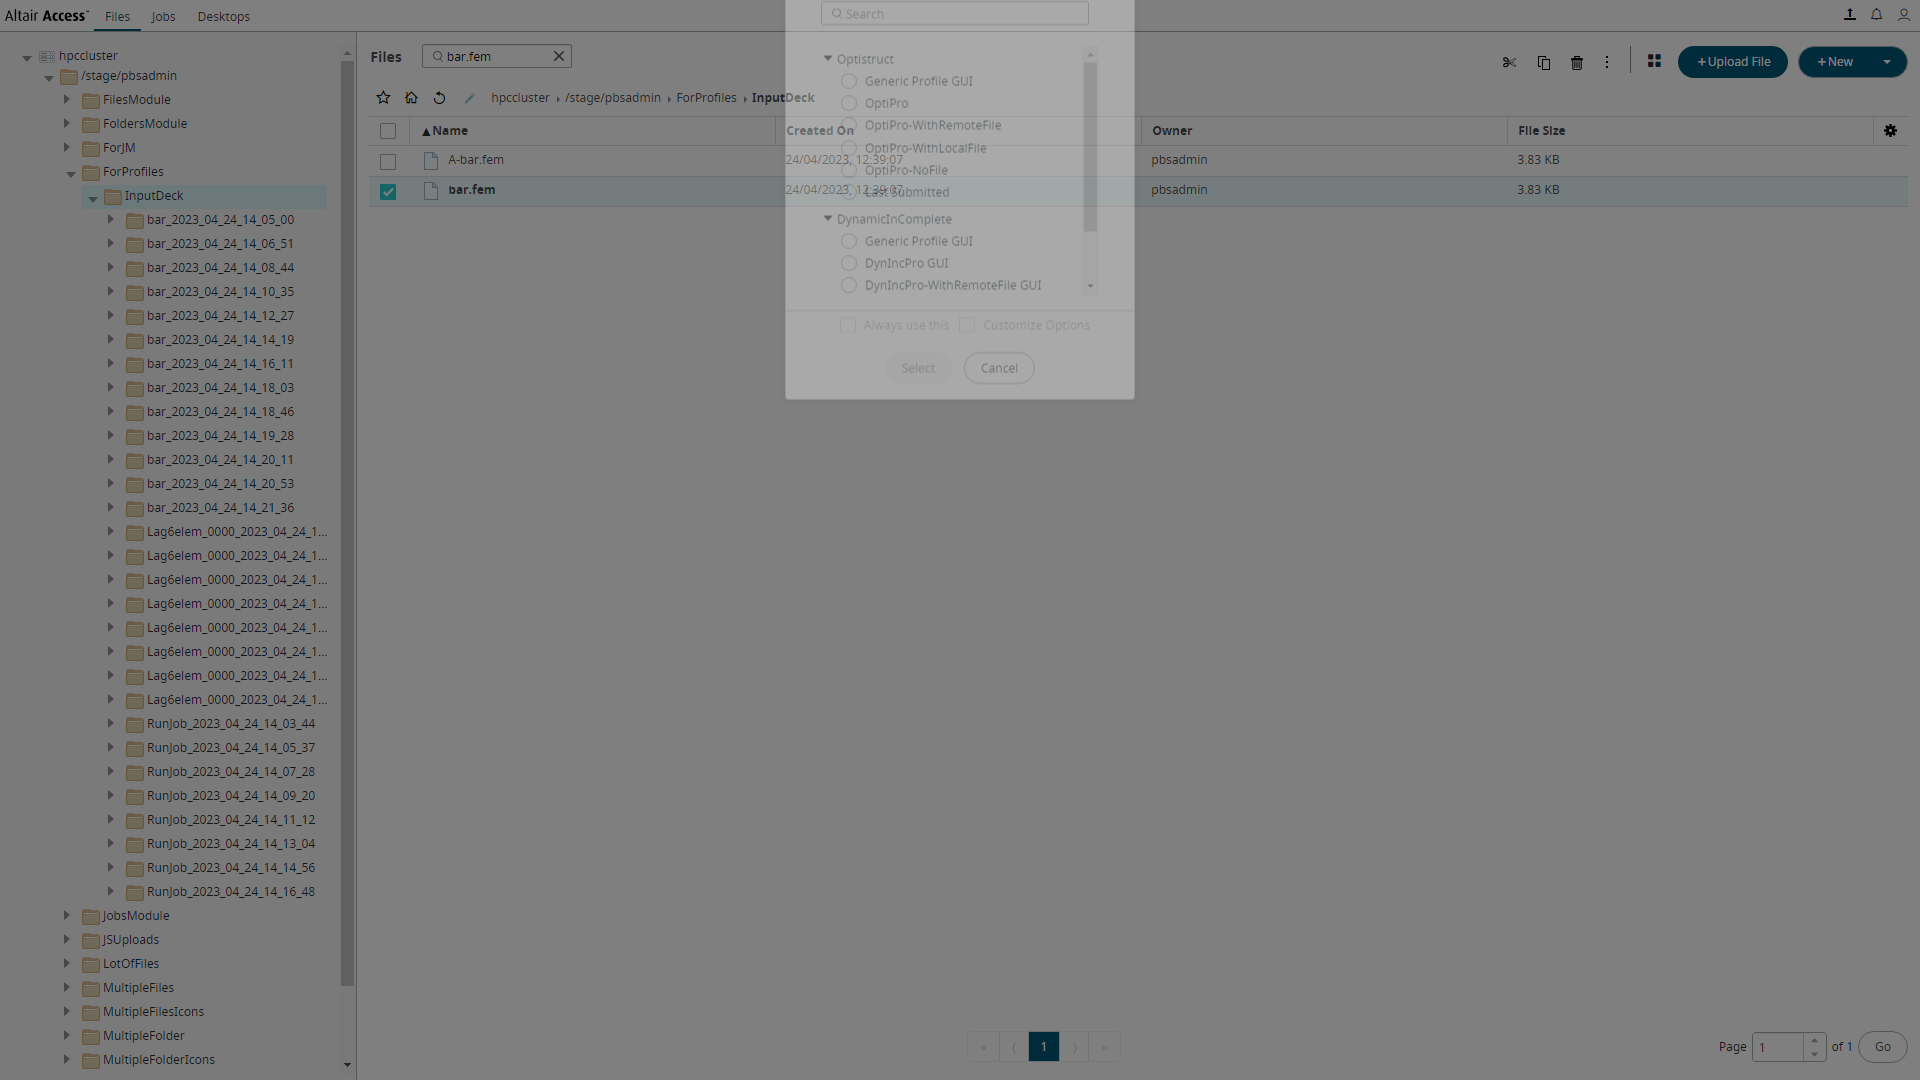 Altair Access™ Files Jobs Desktops
hpccluster
/stage/pbsadmin
FilesModule
FoldersModule
ForJM
ForProfiles
InputDeck
bar_2023_04_24_14_05_00
bar_2023_04_24_14_06_51
bar_2023_04_24_14_08_44
bar_2023_04_24_14_10_35
bar_2023_04_24_14_12_27
bar_2023_04_24_14_14_19
bar_2023_04_24_14_16_11
bar_2023_04_24_14_18_03
bar_2023_04_24_14_18_46
bar_2023_04_24_14_19_28
bar_2023_04_24_14_20_11
bar_2023_04_24_14_20_53
bar_2023_04_24_14_21_36
Lag6elem_0000_2023_04_24_1...
Lag6elem_0000_2023_04_24_1...
Lag6elem_0000_2023_04_24_1...
Lag6elem_0000_2023_04_24_1...
Lag6elem_0000_2023_04_24_1...
Lag6elem_0000_2023_04_24_1...
Lag6elem_0000_2023_04_24_1...
Lag6elem_0000_2023_04_24_1...
RunJob_2023_04_24_14_03_44
RunJob_2023_04_24_14_05_37
RunJob_2023_04_24_14_07_28
RunJob_2023_04_24_14_09_20
RunJob_2023_04_24_14_11_12
RunJob_2023_04_24_14_13_04
RunJob_2023_04_24_14_14_56
RunJob_2023_04_24_14_16_48
JobsModule
JSUploads
LotOfFiles
MultipleFiles
MultipleFilesIcons
MultipleFolder
MultipleFolderIcons
Files bar.fem
+Upload File +New
hpccluster › /stage/pbsadmin › ForProfiles › InputDeck
Name Created On Owner File Size
A-bar.fem 24/04/2023, 12:39:07 pbsadmin 3.83 KB
bar.fem 24/04/2023, 12:39:07 pbsadmin 3.83 KB
Search
Optistruct
Generic Profile GUI
OptiPro
OptiPro-WithRemoteFile
OptiPro-WithLocalFile
OptiPro-NoFile
Last Submitted
DynamicInComplete
Generic Profile GUI
DynIncPro GUI
DynIncPro-WithRemoteFile GUI
Always use this Customize Options
Select Cancel
« ⟨ 1 ⟩ »
Page 1 of 1 Go